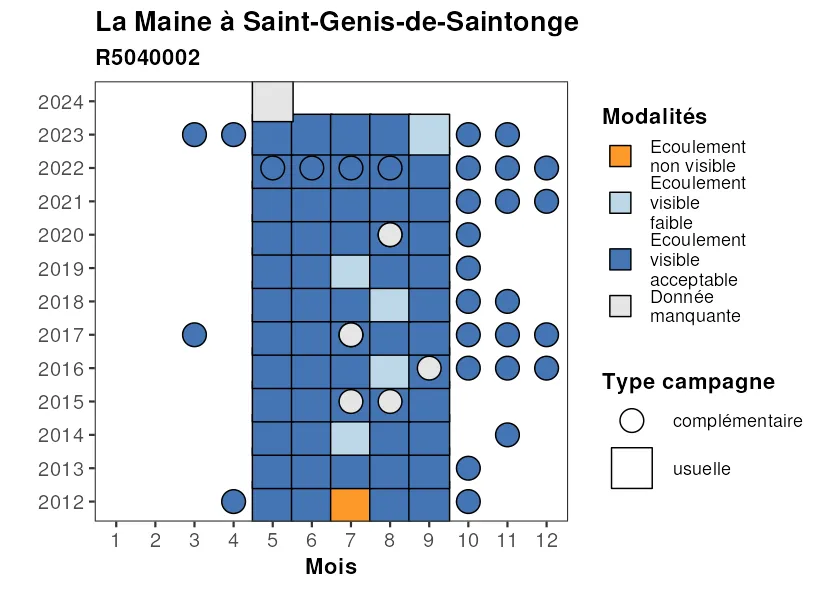 La Maine à Saint-Genis-de-Saintonge
R5040002
2024
2023
2022
2021
2020
2019
2018
2017
2016
2015
2014
2013
2012
1 2 3 4 5 6 7 8 9 10 11 12
Mois
Modalités
Ecoulement
non visible
Ecoulement
visible
faible
Ecoulement
visible
acceptable
Donnée
manquante
Type campagne
complémentaire
usuelle